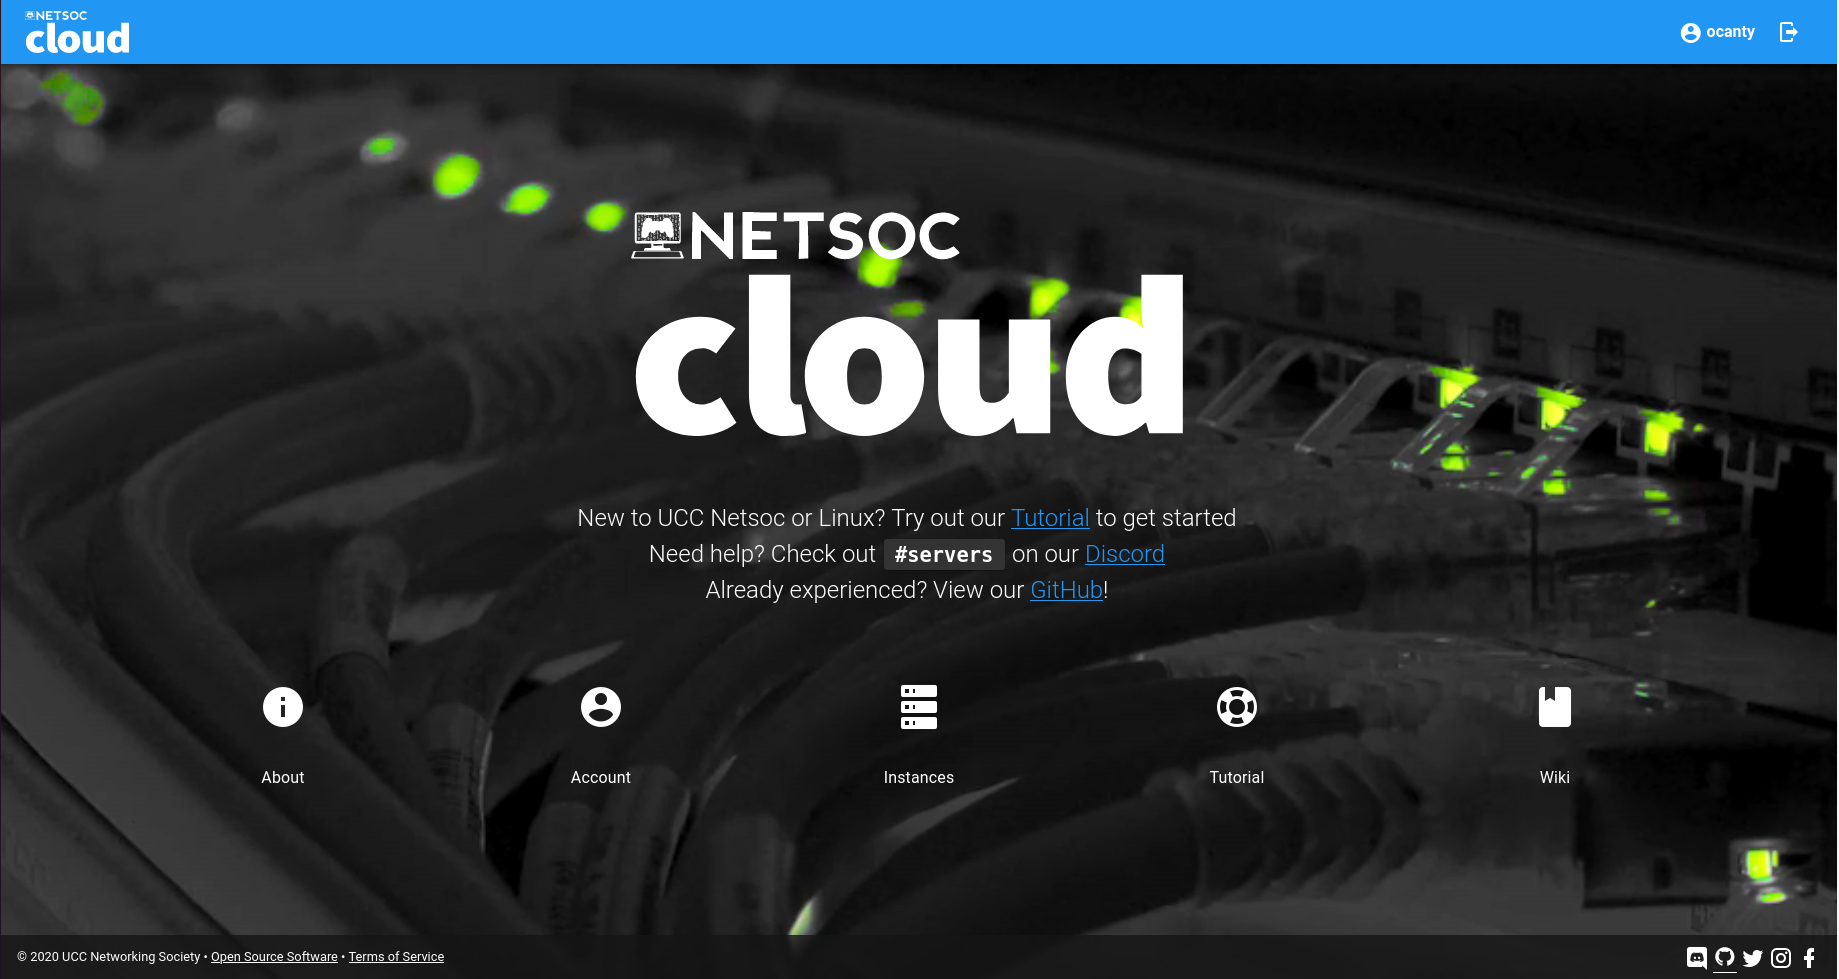 NETSOC
cloud
ocanty
NETSOC
cloud
New to UCC Netsoc or Linux? Try out our Tutorial to get started
Need help? Check out #servers on our Discord
Already experienced? View our GitHub!
About
Account
Instances
Tutorial
Wiki
© 2020 UCC Networking Society • Open Source Software • Terms of Service